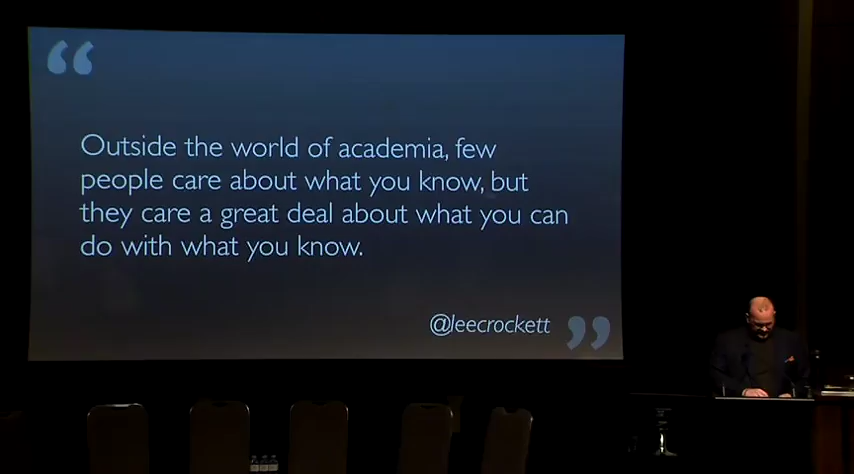 “
Outside the world of academia, few
people care about what you know, but
they care a great deal about what you can
do with what you know.
@leecrockett ”